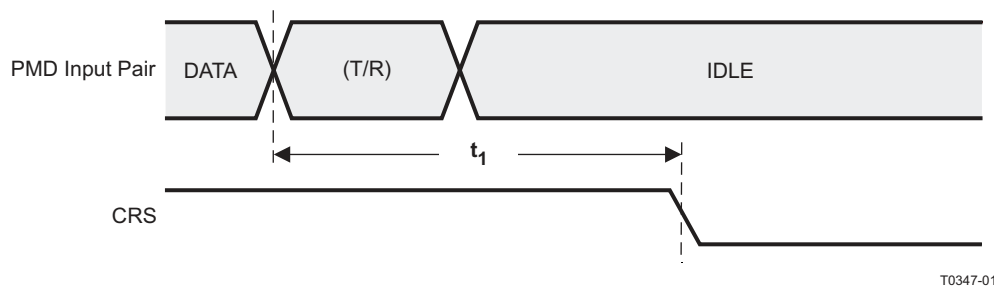 PMD Input Pair DATA (T/R) IDLE
t1
CRS
T0347-01